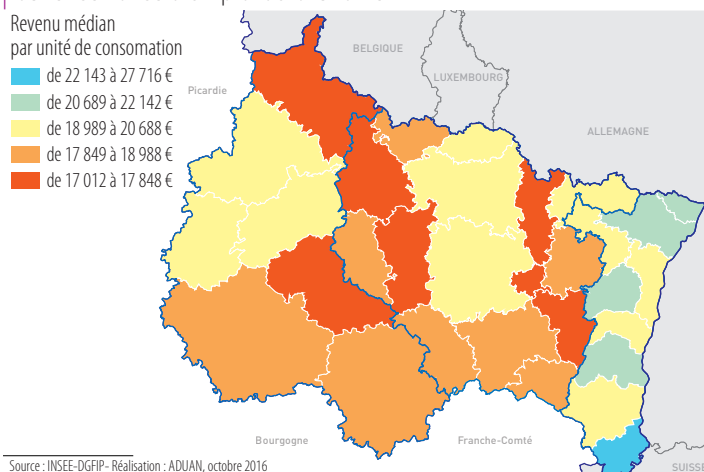 Revenu médian
par unité de consomation
de 22 143 à 27 716 €
de 20 689 à 22 142 €
de 18 989 à 20 688 €
de 17 849 à 18 988 €
de 17 012 à 17 848 €
BELGIQUE
LUXEMBOURG
Picardie
ALLEMAGNE
Bourgogne
Franche-Comté
SUISSE
Source : INSEE-DGFIP- Réalisation : ADUAN, octobre 2016